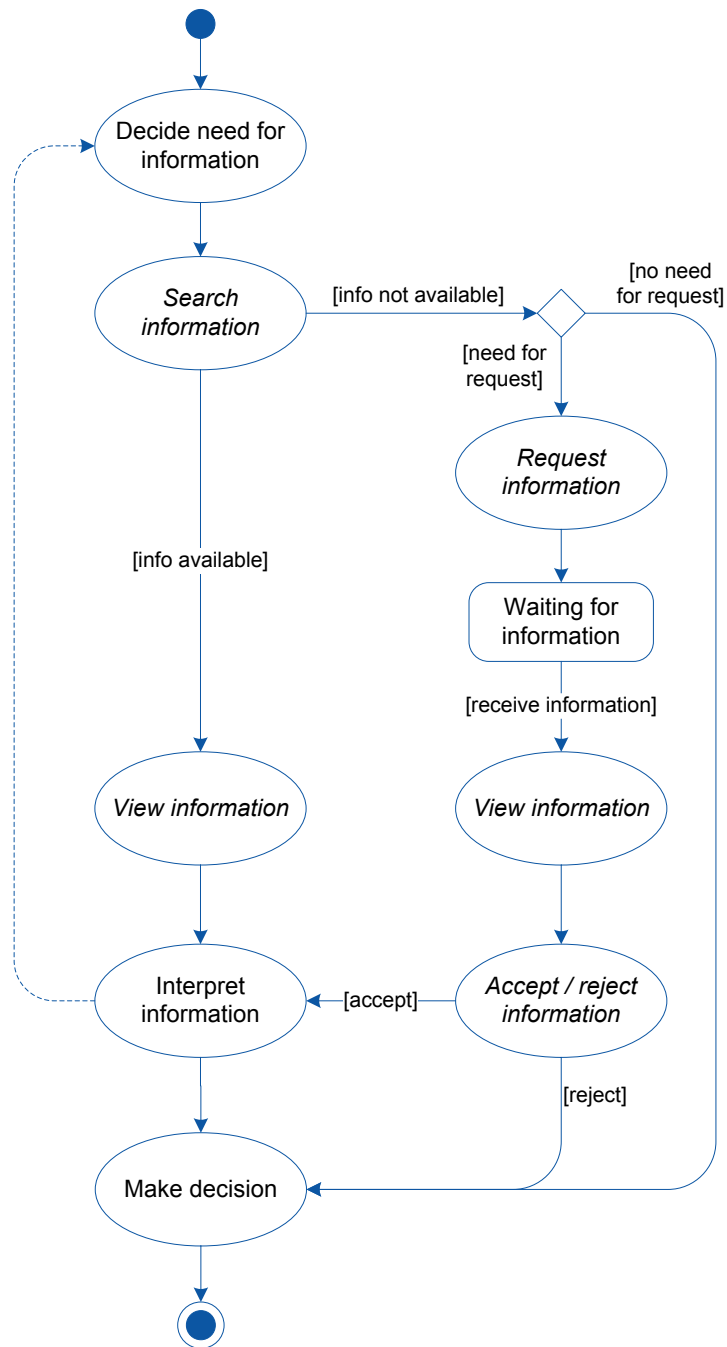 Decide need for
information
Search
information
[info not available]
[no need
for request]
[need for
request]
Request
information
[info available]
Waiting for
information
[receive information]
View information
View information
Interpret
information
[accept]
Accept / reject
information
[reject]
Make decision